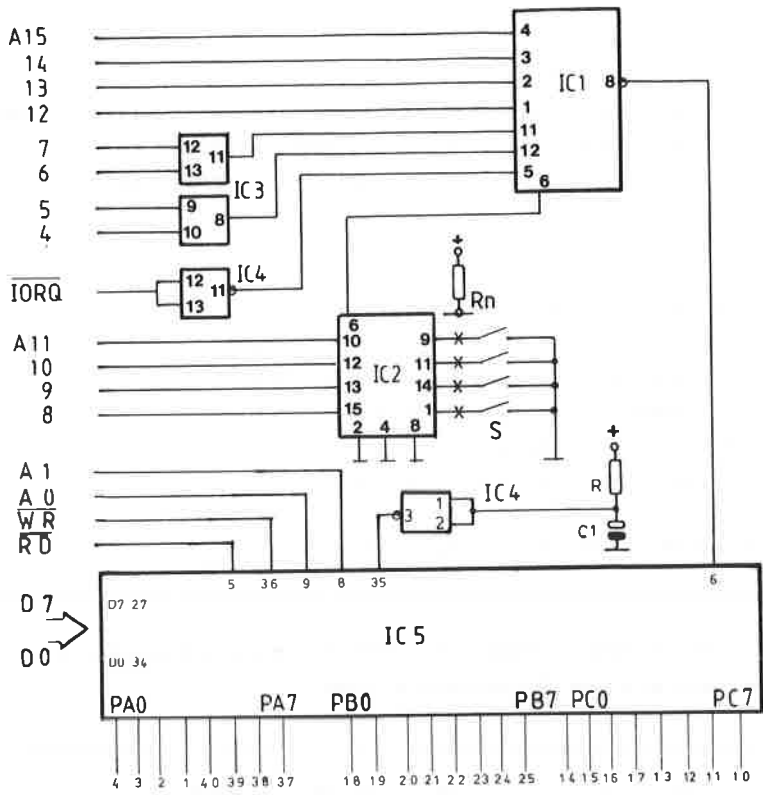 A15 4
14 3 IC1
13 2 8
12 1
11
7 12 11 12
6 13 IC3 5 6
5 9 8
4 10
+
IORQ 12 11 IC4
13 Rn
6
A11 10 9
10 12 IC2 11
9 13 14
8 15 1
2 4 8 S
+
A1
A0 IC4 R
WR 3 1
RD 2 C1
5 36 9 8 35 6
D7 D7 27
IC5
D0 D0 34
PA0 PA7 PB0 PB7 PC0 PC7
4 3 2 1 40 39 38 37 18 19 20 21 22 23 24 25 14 15 16 17 13 12 11 10